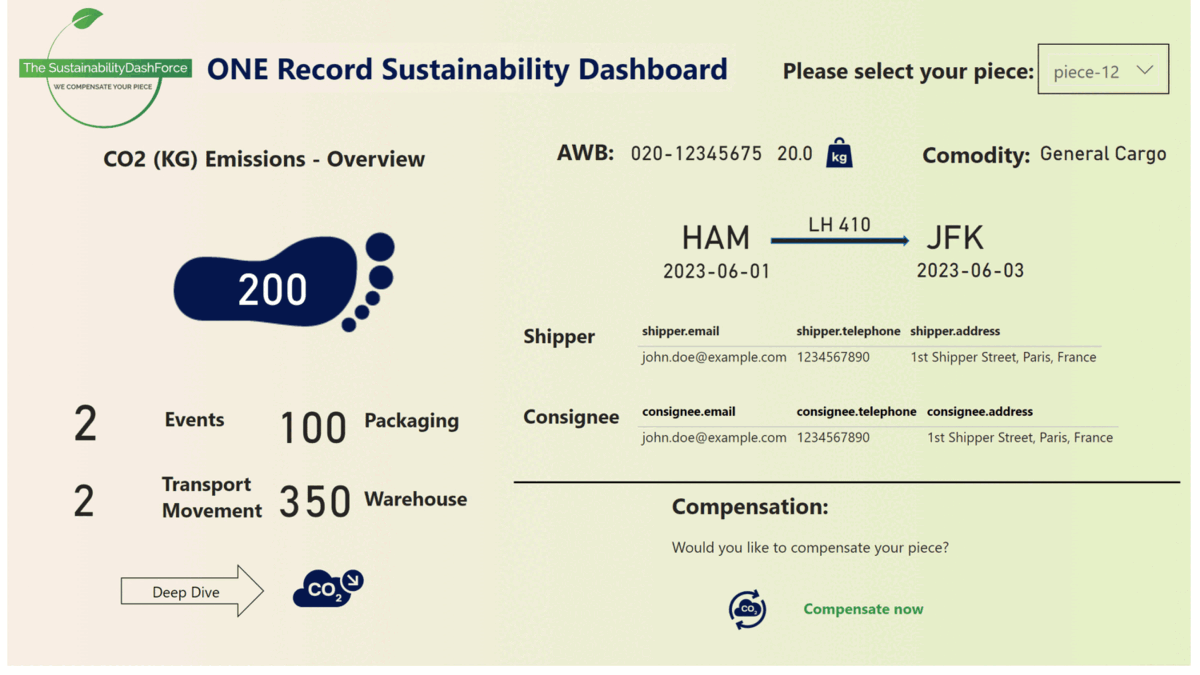 The SustainabilityDashForce
WE COMPENSATE YOUR PIECE
ONE Record Sustainability Dashboard
Please select your piece:
piece-12
CO2 (KG) Emissions - Overview
AWB: 020-12345675 20.0 kg
Comodity: General Cargo
200
HAM LH 410 JFK
2023-06-01 2023-06-03
Shipper
shipper.email shipper.telephone shipper.address
john.doe@example.com 1234567890 1st Shipper Street, Paris, France
Consignee
consignee.email consignee.telephone consignee.address
john.doe@example.com 1234567890 1st Shipper Street, Paris, France
2 Events 100 Packaging
2 Transport
Movement 350 Warehouse
Deep Dive
CO2
Compensation:
Would you like to compensate your piece?
CO2
Compensate now